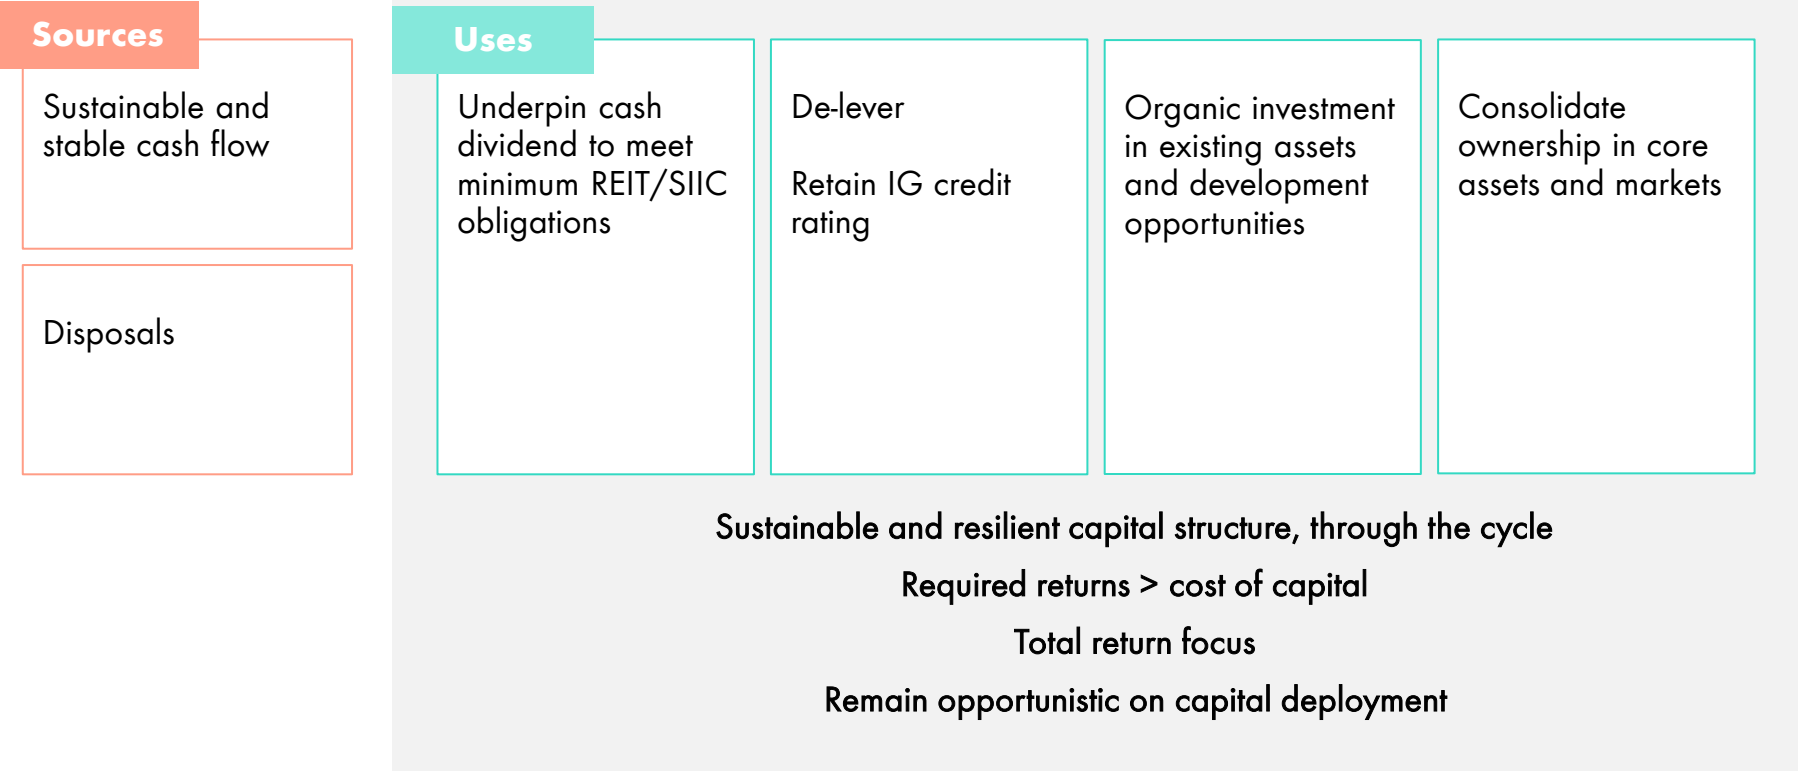 Sources
Sustainable and
stable cash flow
Disposals
Uses
Underpin cash
dividend to meet
minimum REIT/SIIC
obligations
De-lever
Retain IG credit
rating
Organic investment
in existing assets
and development
opportunities
Consolidate
ownership in core
assets and markets
Sustainable and resilient capital structure, through the cycle
Required returns > cost of capital
Total return focus
Remain opportunistic on capital deployment